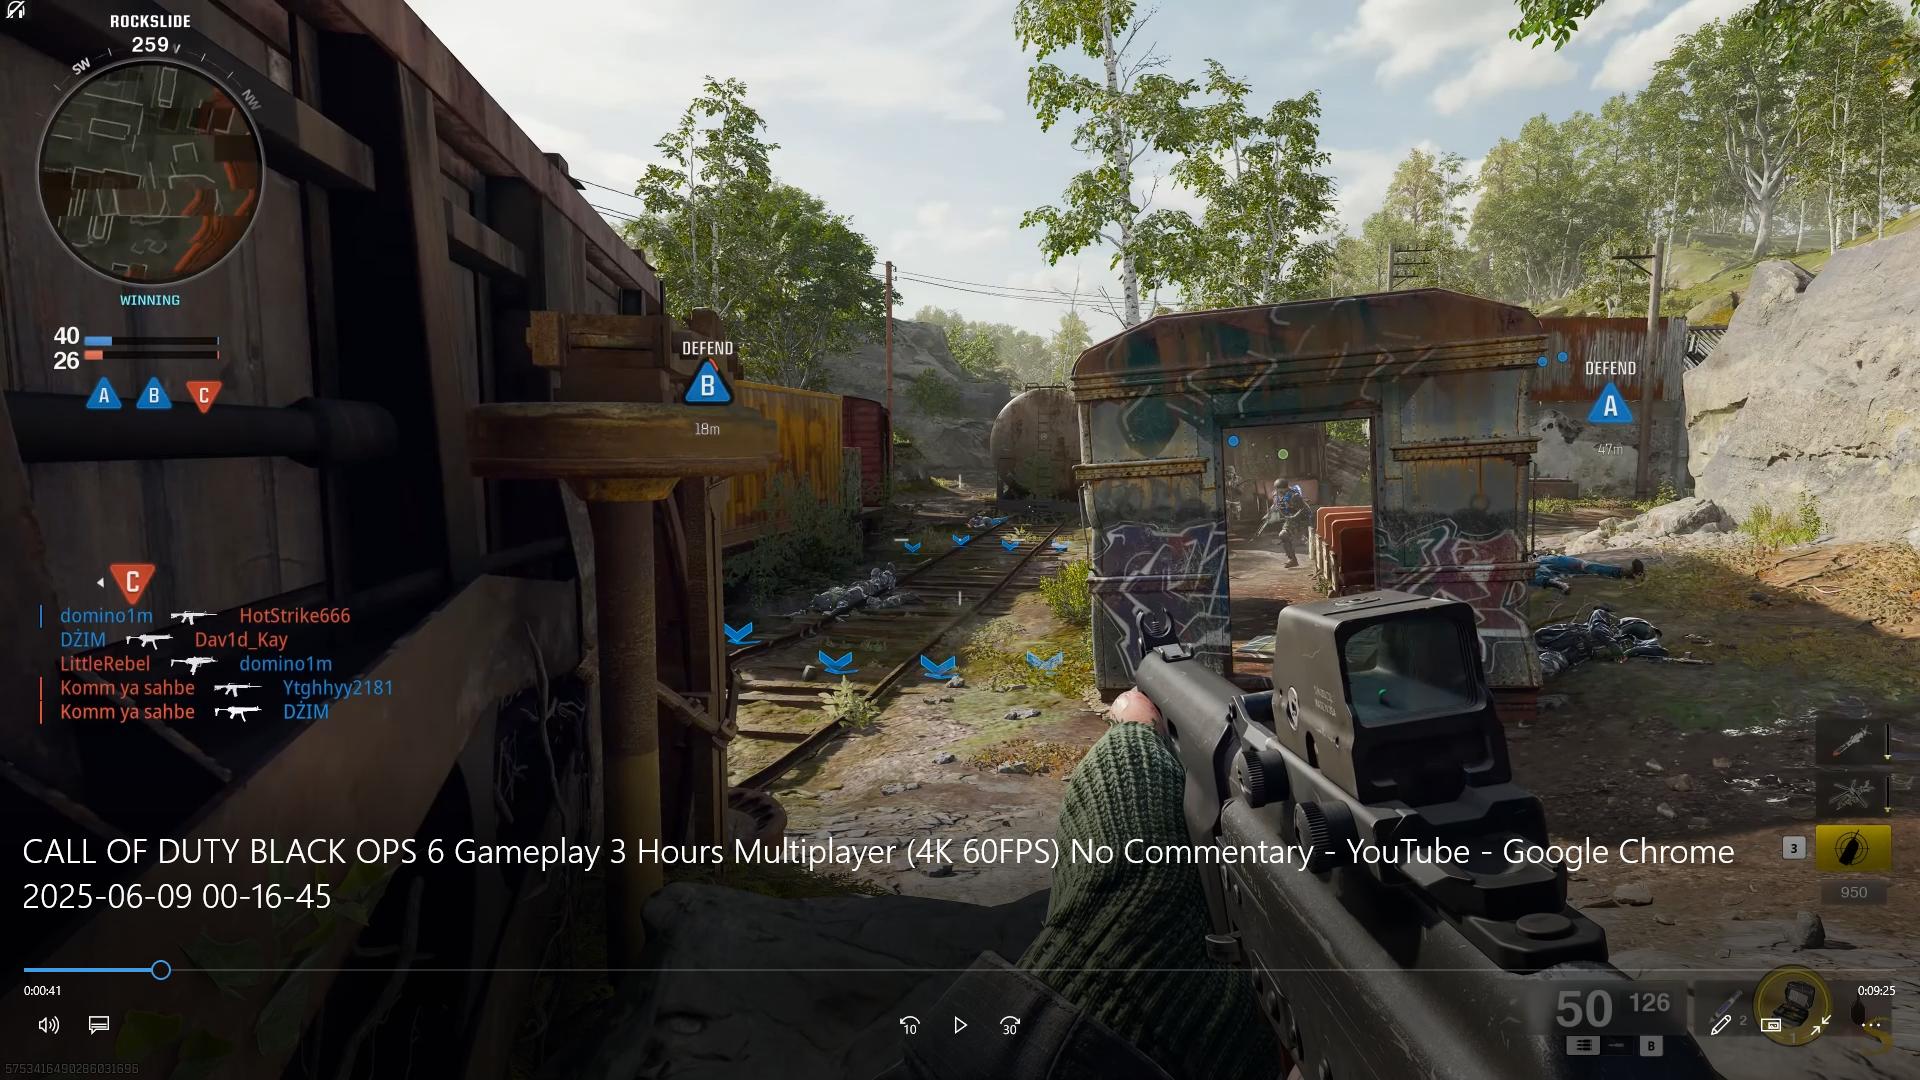 ROCKSLIDE
259
SW
NW
WINNING
40
26
A B C
DEFEND
B
18m
DEFEND
A
47m
C
domino1m HotStrike666
DŻIM Dav1d_Kay
LittleRebel domino1m
Komm ya sahbe Ytghhyy2181
Komm ya sahbe DŻIM
3
950
CALL OF DUTY BLACK OPS 6 Gameplay 3 Hours Multiplayer (4K 60FPS) No Commentary - YouTube - Google Chrome
2025-06-09 00-16-45
0:00:41
0:09:25
10
30
50 126
2
B
5753416490286031696